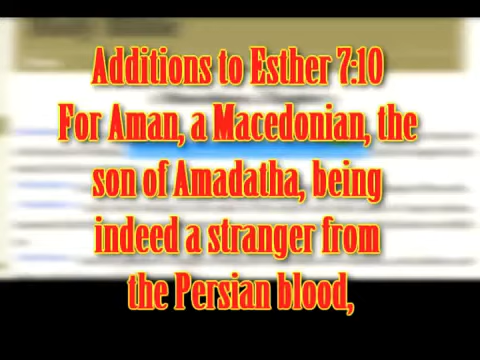 Additions to Esther 7:10
For Aman, a Macedonian, the
son of Amadatha, being
indeed a stranger from
the Persian blood,